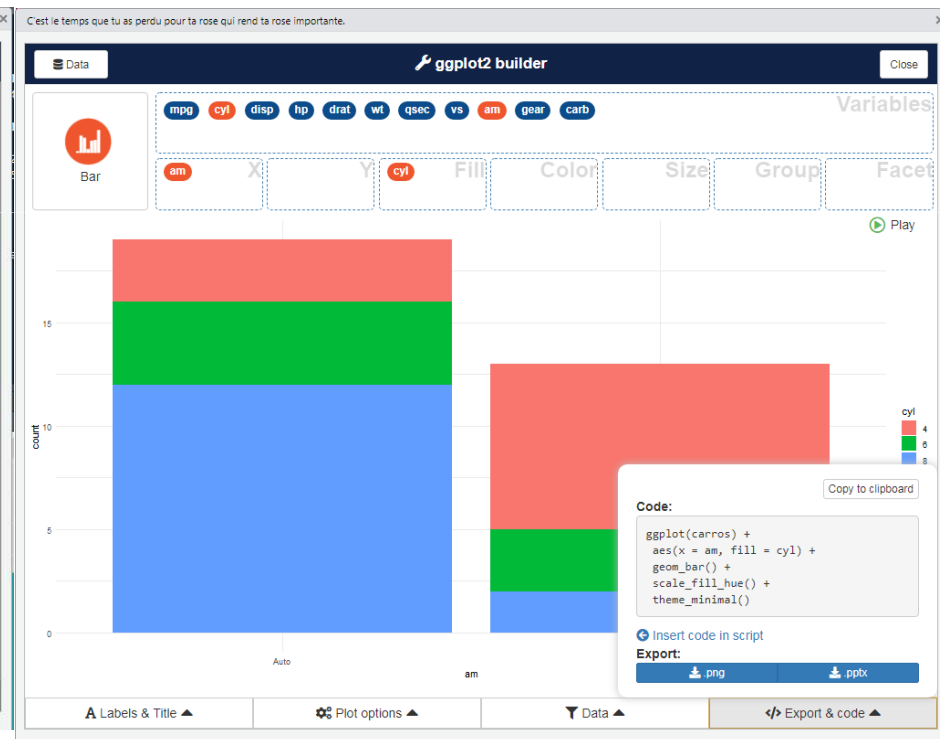 C'est le temps que tu as perdu pour ta rose qui rend ta rose importante.
Data
ggplot2 builder
Close
Bar
mpg cyl disp hp drat wt qsec vs am gear carb
Variables
am X
Y
cyl Fill
Color
Size
Group
Facet
Play
15
10
5
0
count
Auto
am
cyl
4
6
8
Copy to clipboard
Code:
ggplot(carros) +
aes(x = am, fill = cyl) +
geom_bar() +
scale_fill_hue() +
theme_minimal()
Insert code in script
Export:
.png
.pptx
A Labels & Title
Plot options
Data
</> Export & code